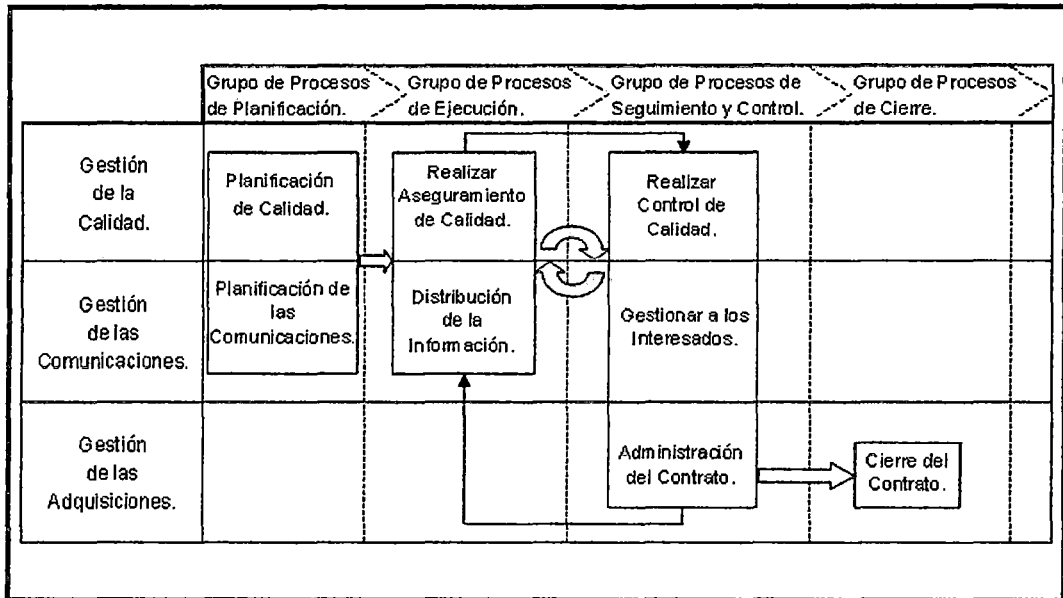 Grupo de Procesos
de Planificación.
Grupo de Procesos
de Ejecución.
Grupo de Procesos de
Seguimiento y Control.
Grupo de Procesos
de Cierre.
Gestión
de la
Calidad.
Planificación
de Calidad.
Realizar
Aseguramiento
de Calidad.
Realizar
Control de
Calidad.
Gestión
de las
Comunicaciones.
Planificación de
las
Comunicaciones.
Distribución
de la
Información.
Gestionar a los
Interesados.
Gestión
de las
Adquisiciones.
Administración
del Contrato.
Cierre del
Contrato.